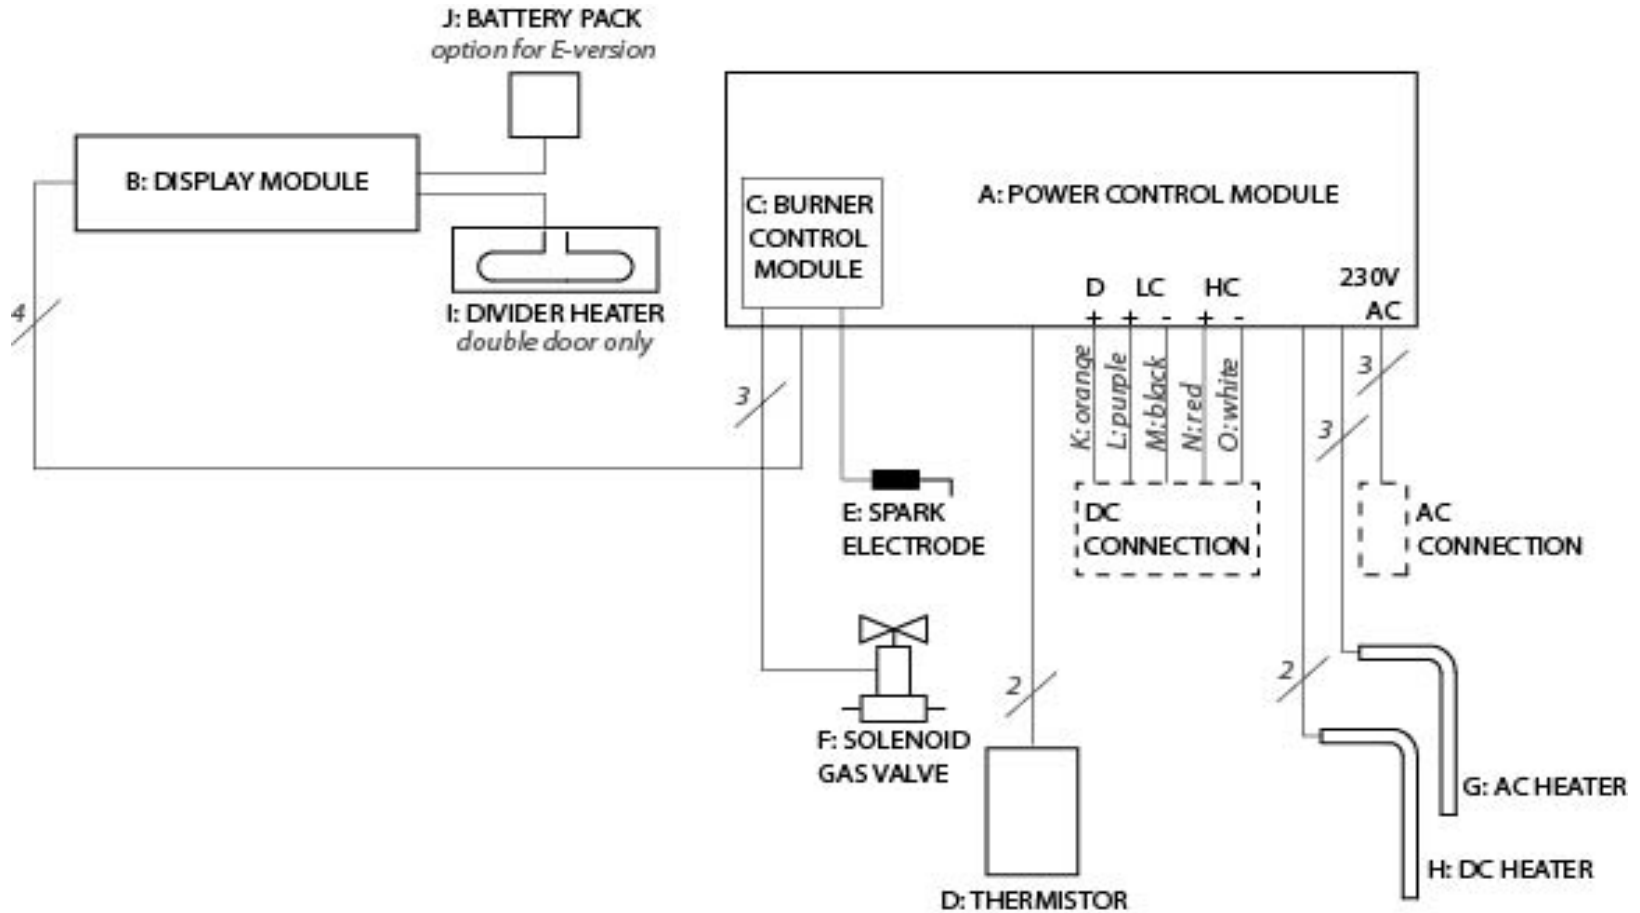 J: BATTERY PACK
option for E-version
B: DISPLAY MODULE
I: DIVIDER HEATER
double door only
4
A: POWER CONTROL MODULE
C: BURNER
CONTROL
MODULE
D LC HC
+ + - + -
230V
AC
K: orange
L: purple
M: black
N: red
O: white
3
3
3
E: SPARK
ELECTRODE
DC
CONNECTION
AC
CONNECTION
F: SOLENOID
GAS VALVE
2
2
D: THERMISTOR
G: AC HEATER
H: DC HEATER